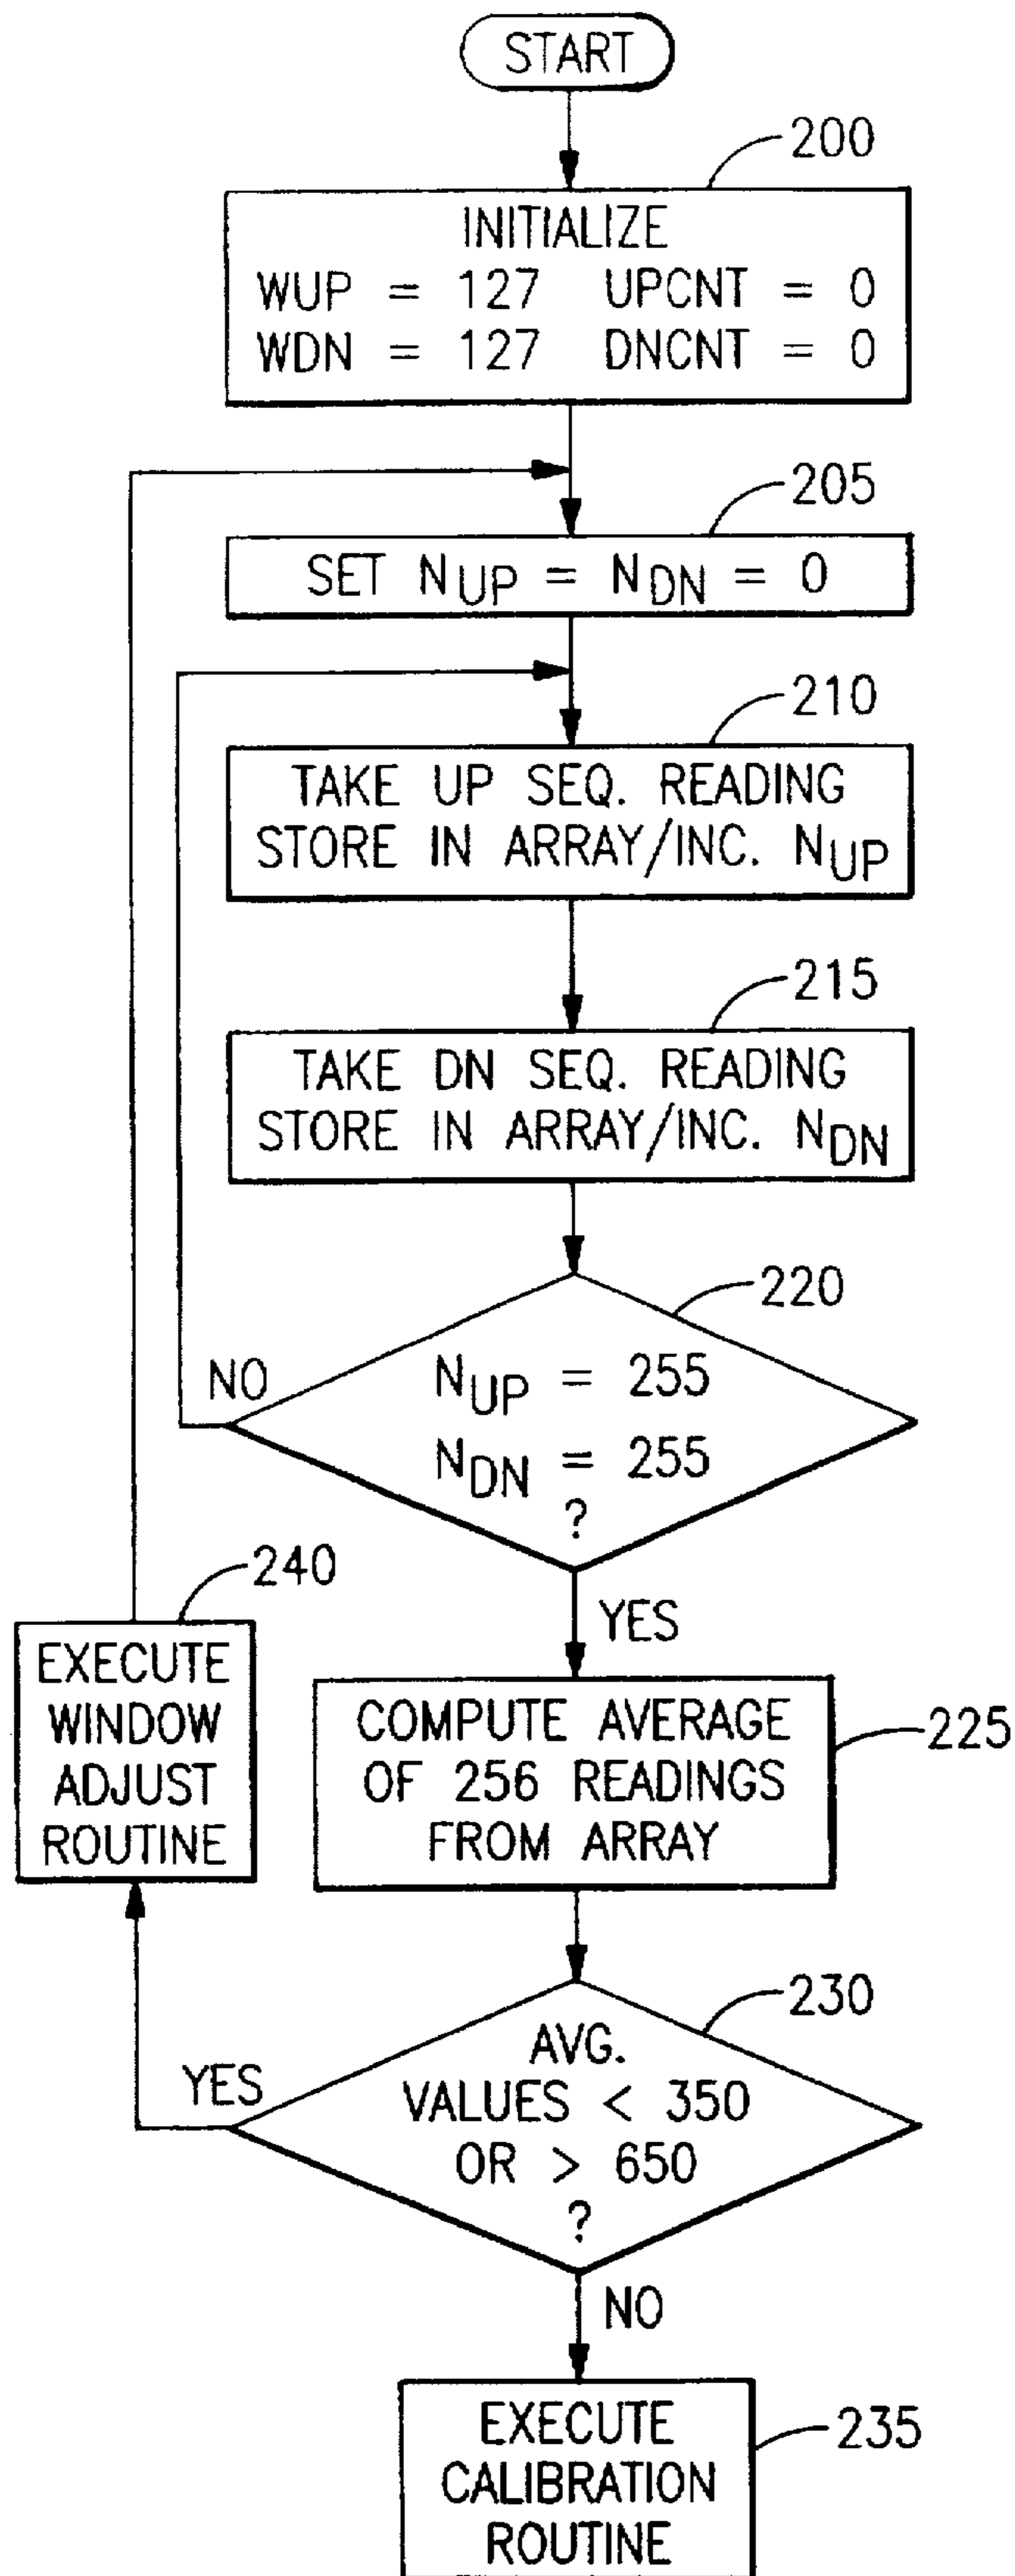 START
200
INITIALIZE
WUP = 127 UPCNT = 0
WDN = 127 DNCNT = 0
205
SET NUP = NDN = 0
210
TAKE UP SEQ. READING
STORE IN ARRAY/INC. NUP
215
TAKE DN SEQ. READING
STORE IN ARRAY/INC. NDN
220
NO
NUP = 255
NDN = 255
?
YES
240
EXECUTE
WINDOW
ADJUST
ROUTINE
225
COMPUTE AVERAGE
OF 256 READINGS
FROM ARRAY
230
YES
AVG.
VALUES < 350
OR > 650
?
NO
235
EXECUTE
CALIBRATION
ROUTINE